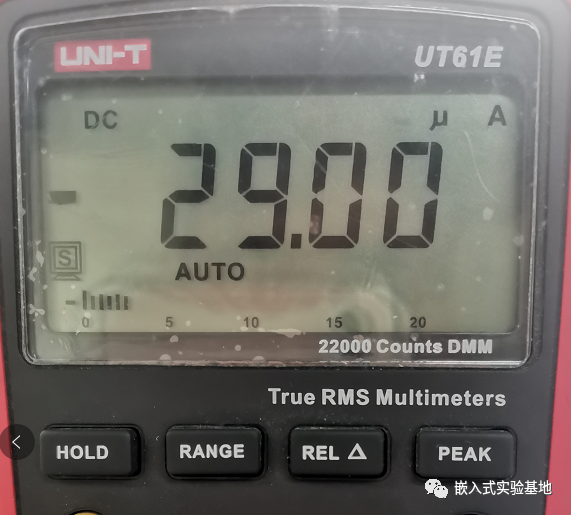 UNI-T UT61E
DC μ A
- 29.00
S
AUTO
-
0 5 10 15 20
22000 Counts DMM
True RMS Multimeters
HOLD RANGE REL Δ PEAK
嵌入式实验基地